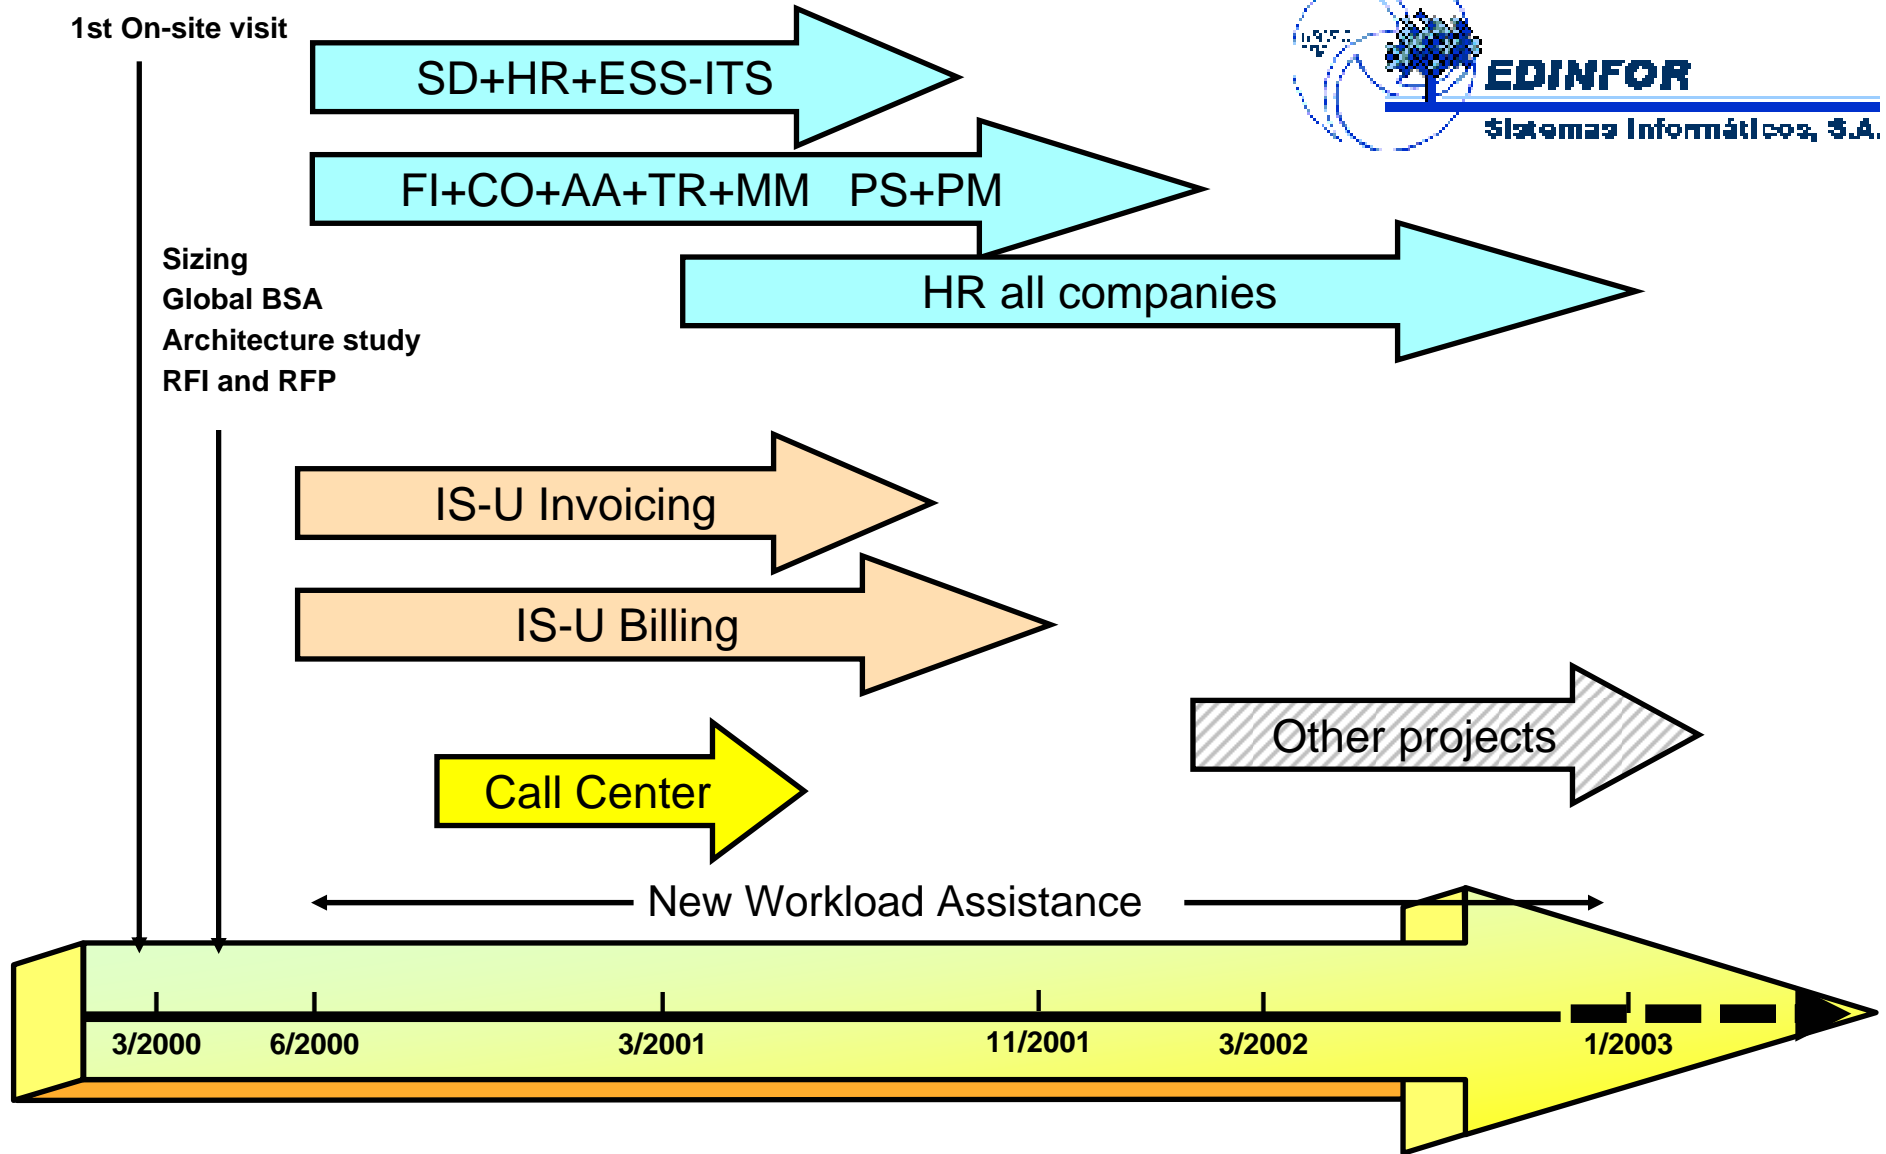 1st On-site visit
SD+HR+ESS-ITS
EDINFOR
Sistemas Informáticos, S.A.
FI+CO+AA+TR+MM PS+PM
Sizing
Global BSA
Architecture study
RFI and RFP
HR all companies
IS-U Invoicing
IS-U Billing
Other projects
Call Center
New Workload Assistance
3/2000 6/2000 3/2001 11/2001 3/2002 1/2003